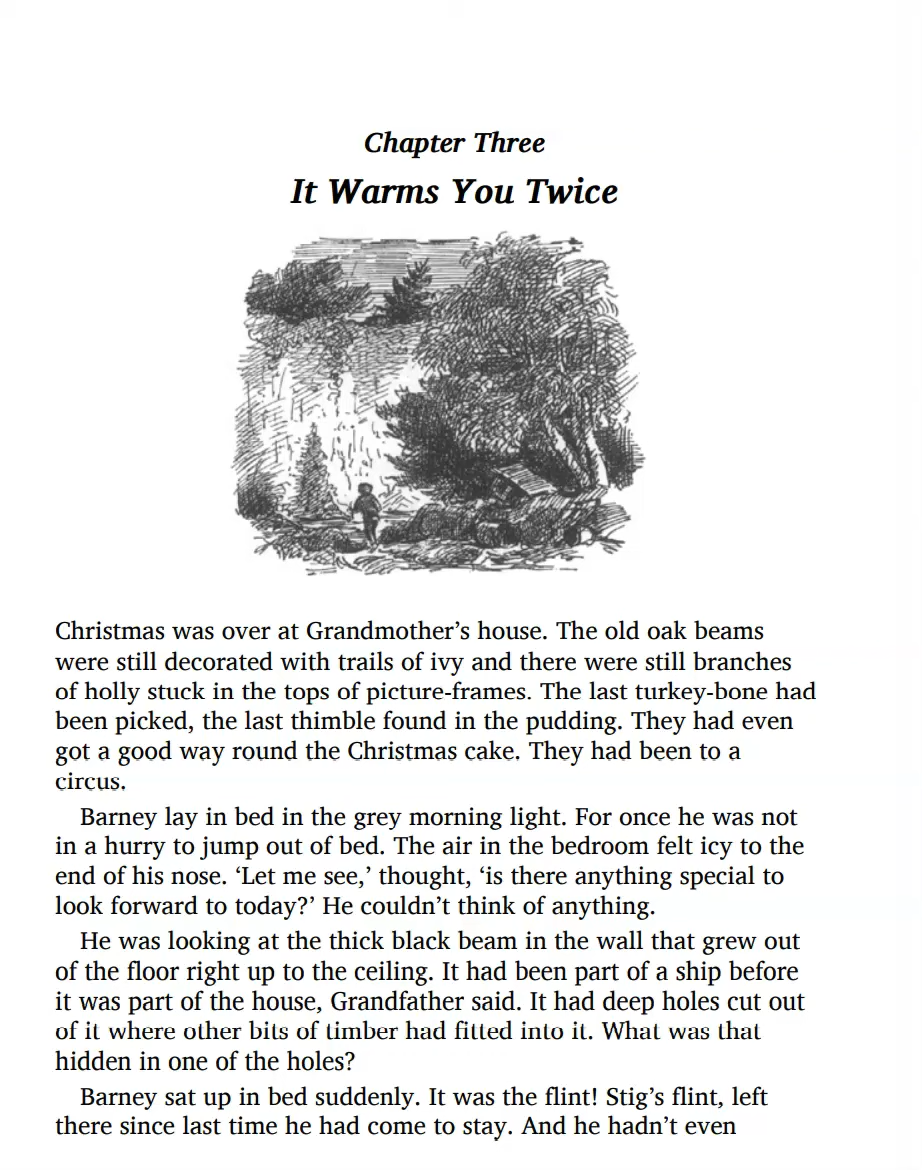 Chapter Three
It Warms You Twice
Christmas was over at Grandmother’s house. The old oak beams
were still decorated with trails of ivy and there were still branches
of holly stuck in the tops of picture-frames. The last turkey-bone had
been picked, the last thimble found in the pudding. They had even
got a good way round the Christmas cake. They had been to a
circus.
Barney lay in bed in the grey morning light. For once he was not
in a hurry to jump out of bed. The air in the bedroom felt icy to the
end of his nose. ‘Let me see,’ thought, ‘is there anything special to
look forward to today?’ He couldn’t think of anything.
He was looking at the thick black beam in the wall that grew out
of the floor right up to the ceiling. It had been part of a ship before
it was part of the house, Grandfather said. It had deep holes cut out
of it where other bits of timber had fitted into it. What was that
hidden in one of the holes?
Barney sat up in bed suddenly. It was the flint! Stig’s flint, left
there since last time he had come to stay. And he hadn’t even